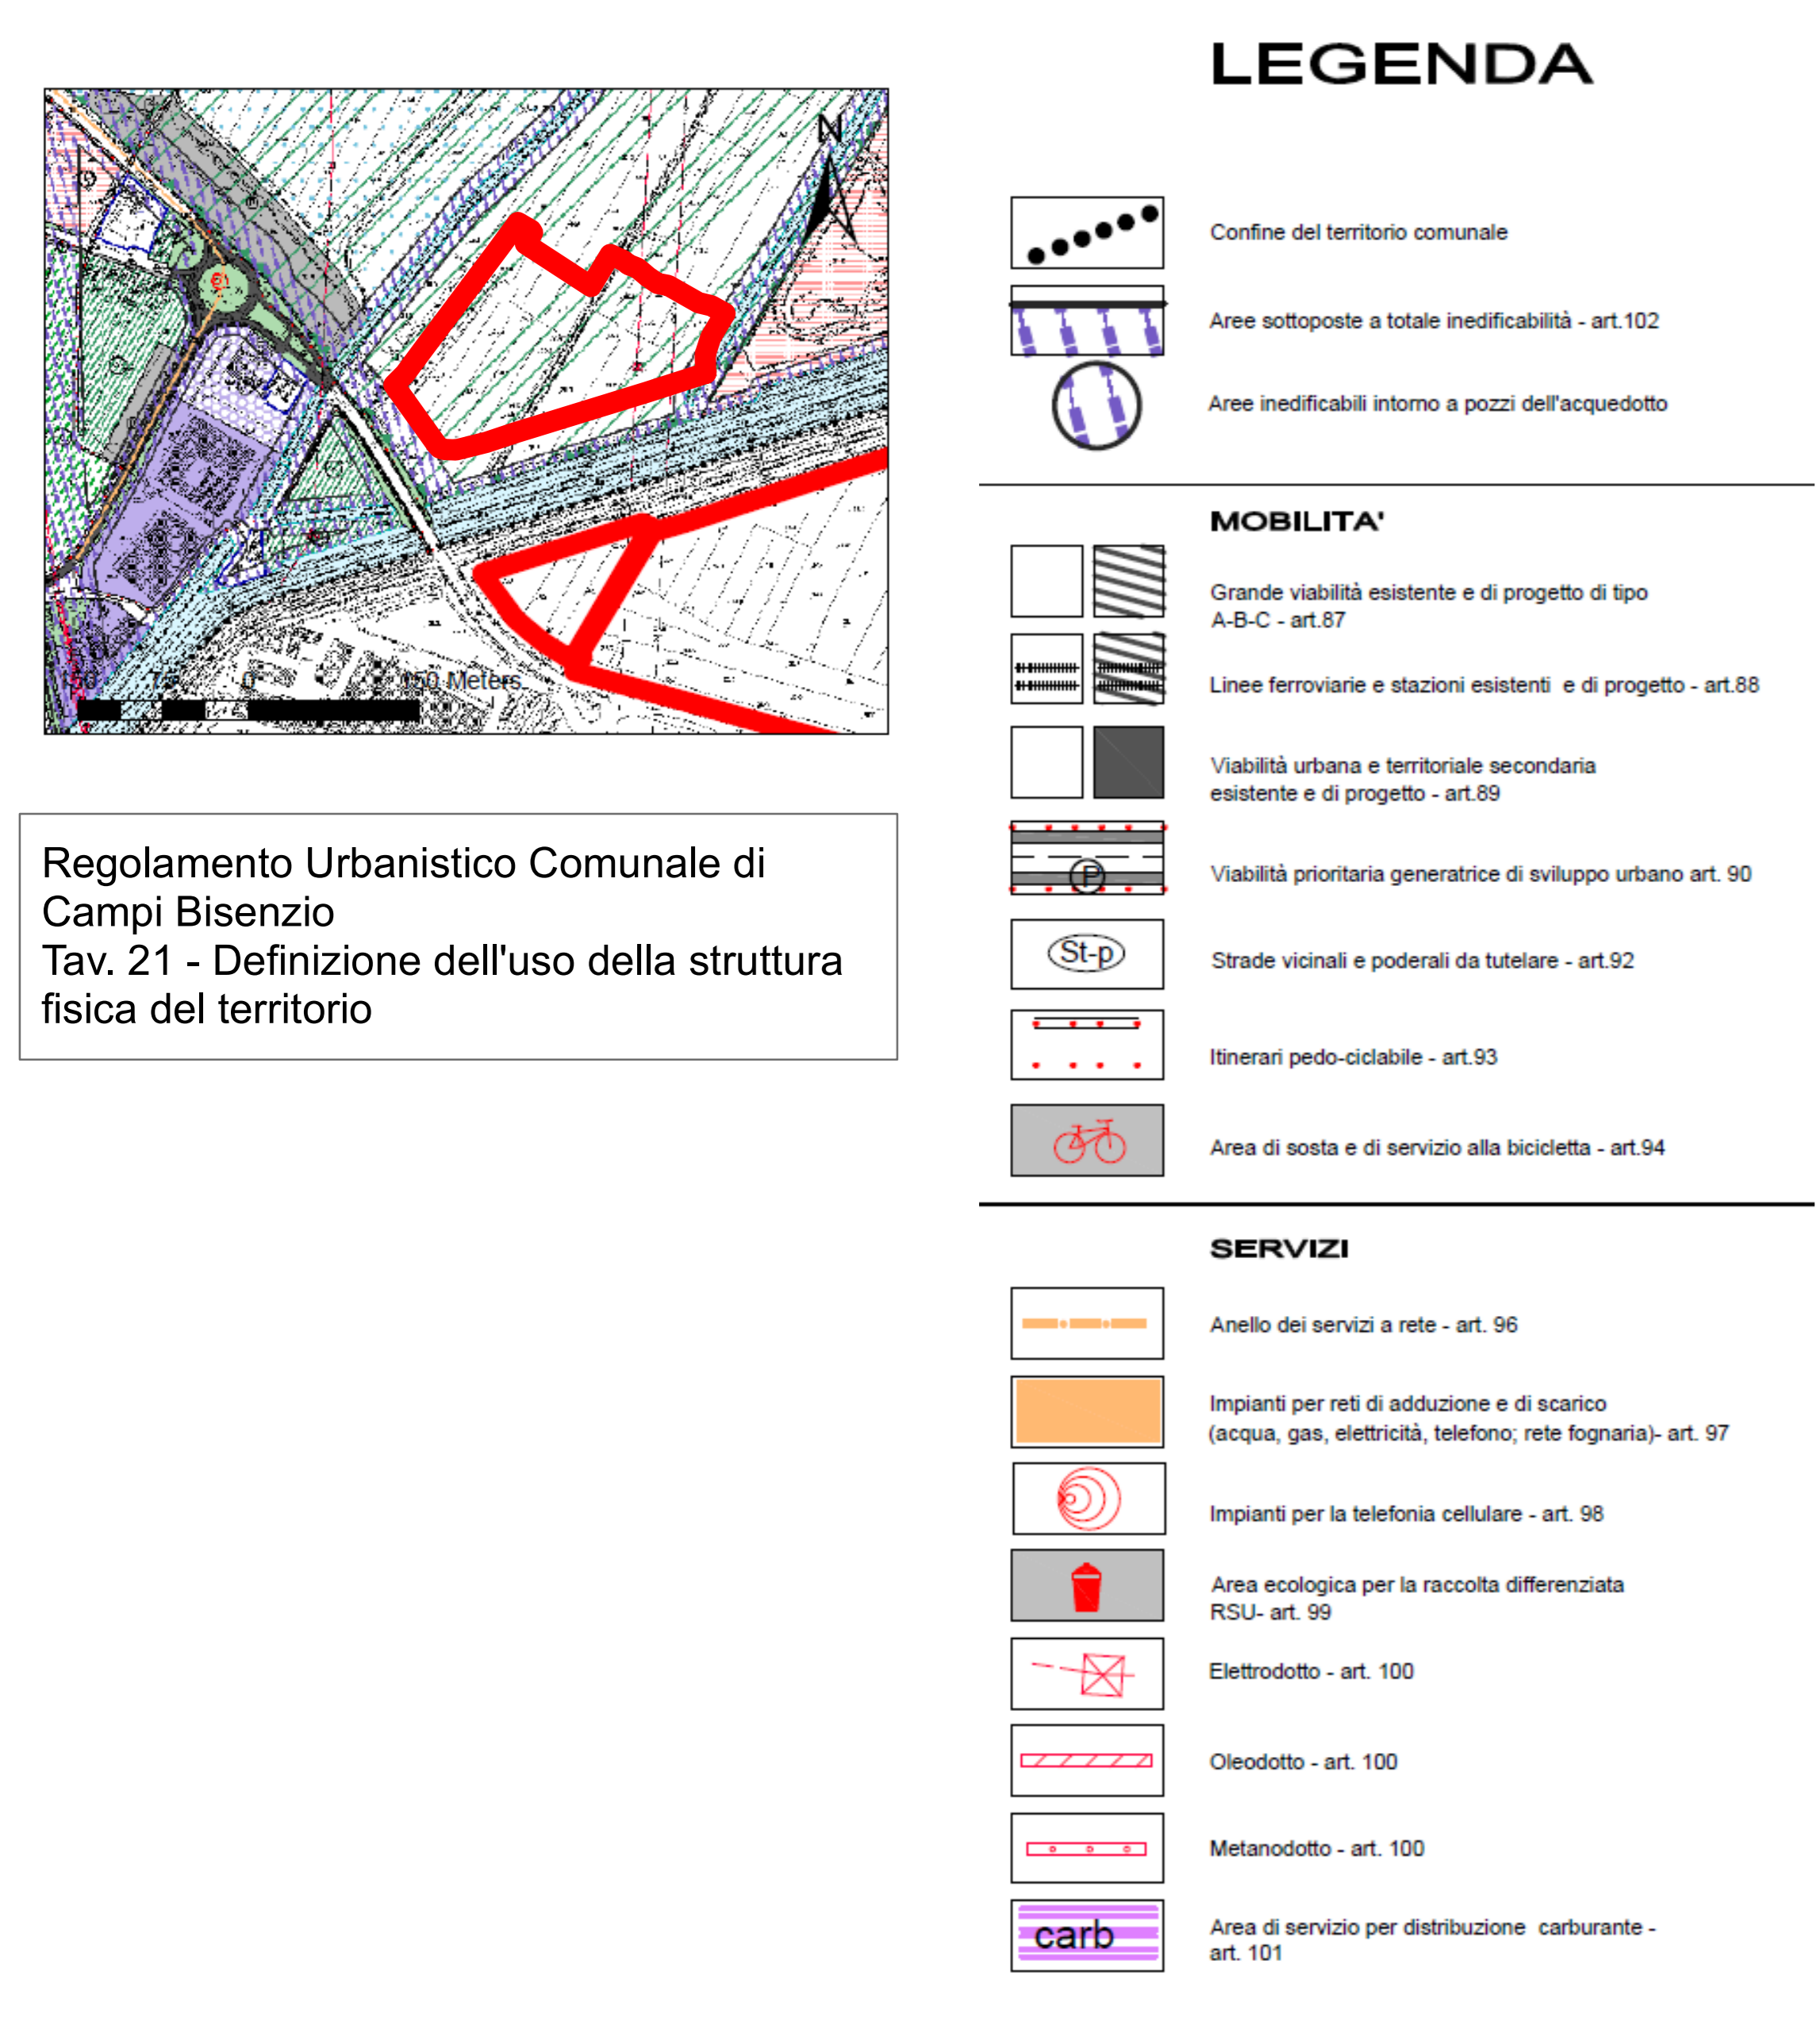 LEGENDA
N
150 Meters
0
Regolamento Urbanistico Comunale di
Campi Bisenzio
Tav. 21 - Definizione dell'uso della struttura
fisica del territorio
Confine del territorio comunale
Aree sottoposte a totale inedificabilità - art.102
Aree inedificabili intorno a pozzi dell'acquedotto
MOBILITA'
Grande viabilità esistente e di progetto di tipo
A-B-C - art.87
Linee ferroviarie e stazioni esistenti e di progetto - art.88
Viabilità urbana e territoriale secondaria
esistente e di progetto - art.89
P
Viabilità prioritaria generatrice di sviluppo urbano art. 90
St-p
Strade vicinali e poderali da tutelare - art.92
Itinerari pedo-ciclabile - art.93
Area di sosta e di servizio alla bicicletta - art.94
SERVIZI
Anello dei servizi a rete - art. 96
Impianti per reti di adduzione e di scarico
(acqua, gas, elettricità, telefono; rete fognaria)- art. 97
Impianti per la telefonia cellulare - art. 98
Area ecologica per la raccolta differenziata
RSU- art. 99
Elettrodotto - art. 100
Oleodotto - art. 100
Metanodotto - art. 100
carb
Area di servizio per distribuzione carburante -
art. 101